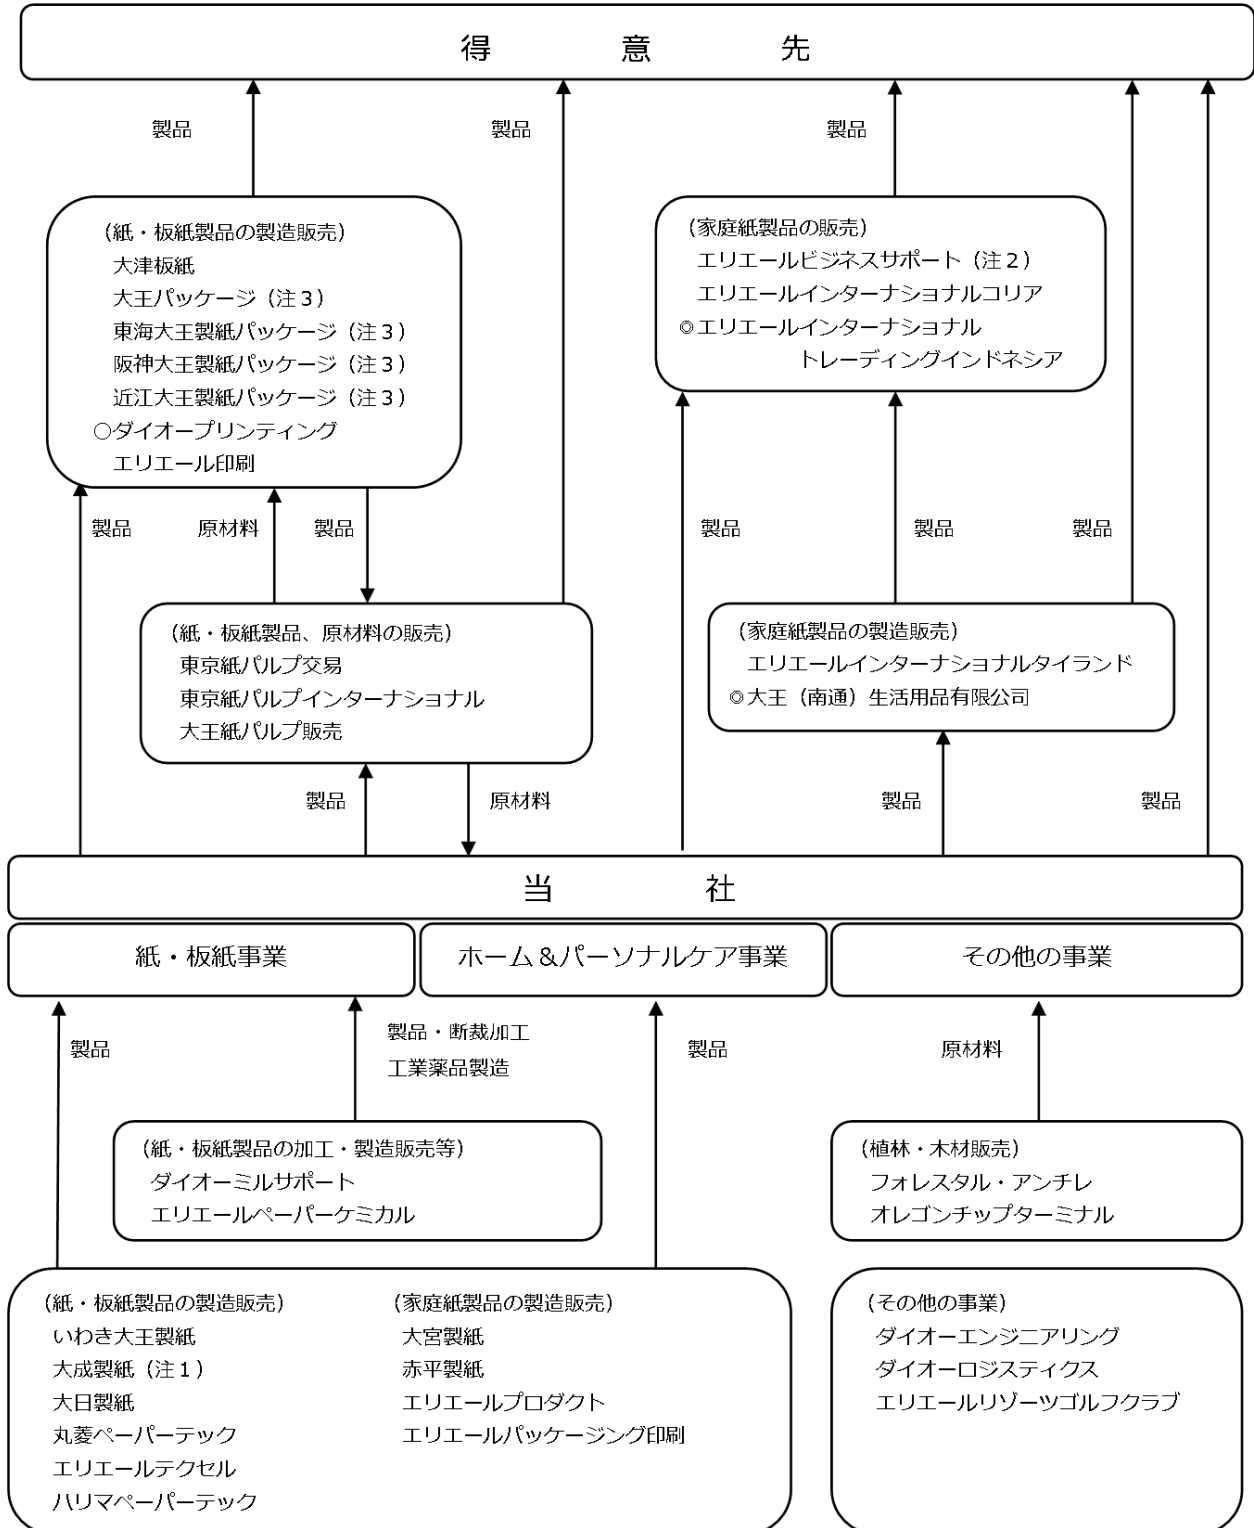 得意先
製品
製品
製品
(紙・板紙製品の製造販売)
大津板紙
大王パッケージ(注3)
東海大王製紙パッケージ(注3)
阪神大王製紙パッケージ(注3)
近江大王製紙パッケージ(注3)
○ダイオープリンティング
エリエール印刷
(家庭紙製品の販売)
エリエールビジネスサポート(注2)
エリエールインターナショナルコリア
◎エリエールインターナショナル
トレーディングインドネシア
製品
原材料
製品
製品
製品
製品
(紙・板紙製品、原材料の販売)
東京紙パルプ交易
東京紙パルプインターナショナル
大王紙パルプ販売
(家庭紙製品の製造販売)
エリエールインターナショナルタイランド
◎大王(南通)生活用品有限公司
製品
原材料
製品
製品
当社
紙・板紙事業
ホーム&パーソナルケア事業
その他の事業
製品
製品・断裁加工
工業薬品製造
製品
原材料
(紙・板紙製品の加工・製造販売等)
ダイオーミルサポート
エリエールペーパーケミカル
(植林・木材販売)
フォレスタル・アンチレ
オレゴンチップターミナル
(紙・板紙製品の製造販売)
いわき大王製紙
大成製紙(注1)
大日製紙
丸菱ペーパーテック
エリエールテクセル
ハリマペーパーテック
(家庭紙製品の製造販売)
大宮製紙
赤平製紙
エリエールプロダクト
エリエールパッケージング印刷
(その他の事業)
ダイオーエンジニアリング
ダイオーロジスティクス
エリエールリゾーツゴルフクラブ